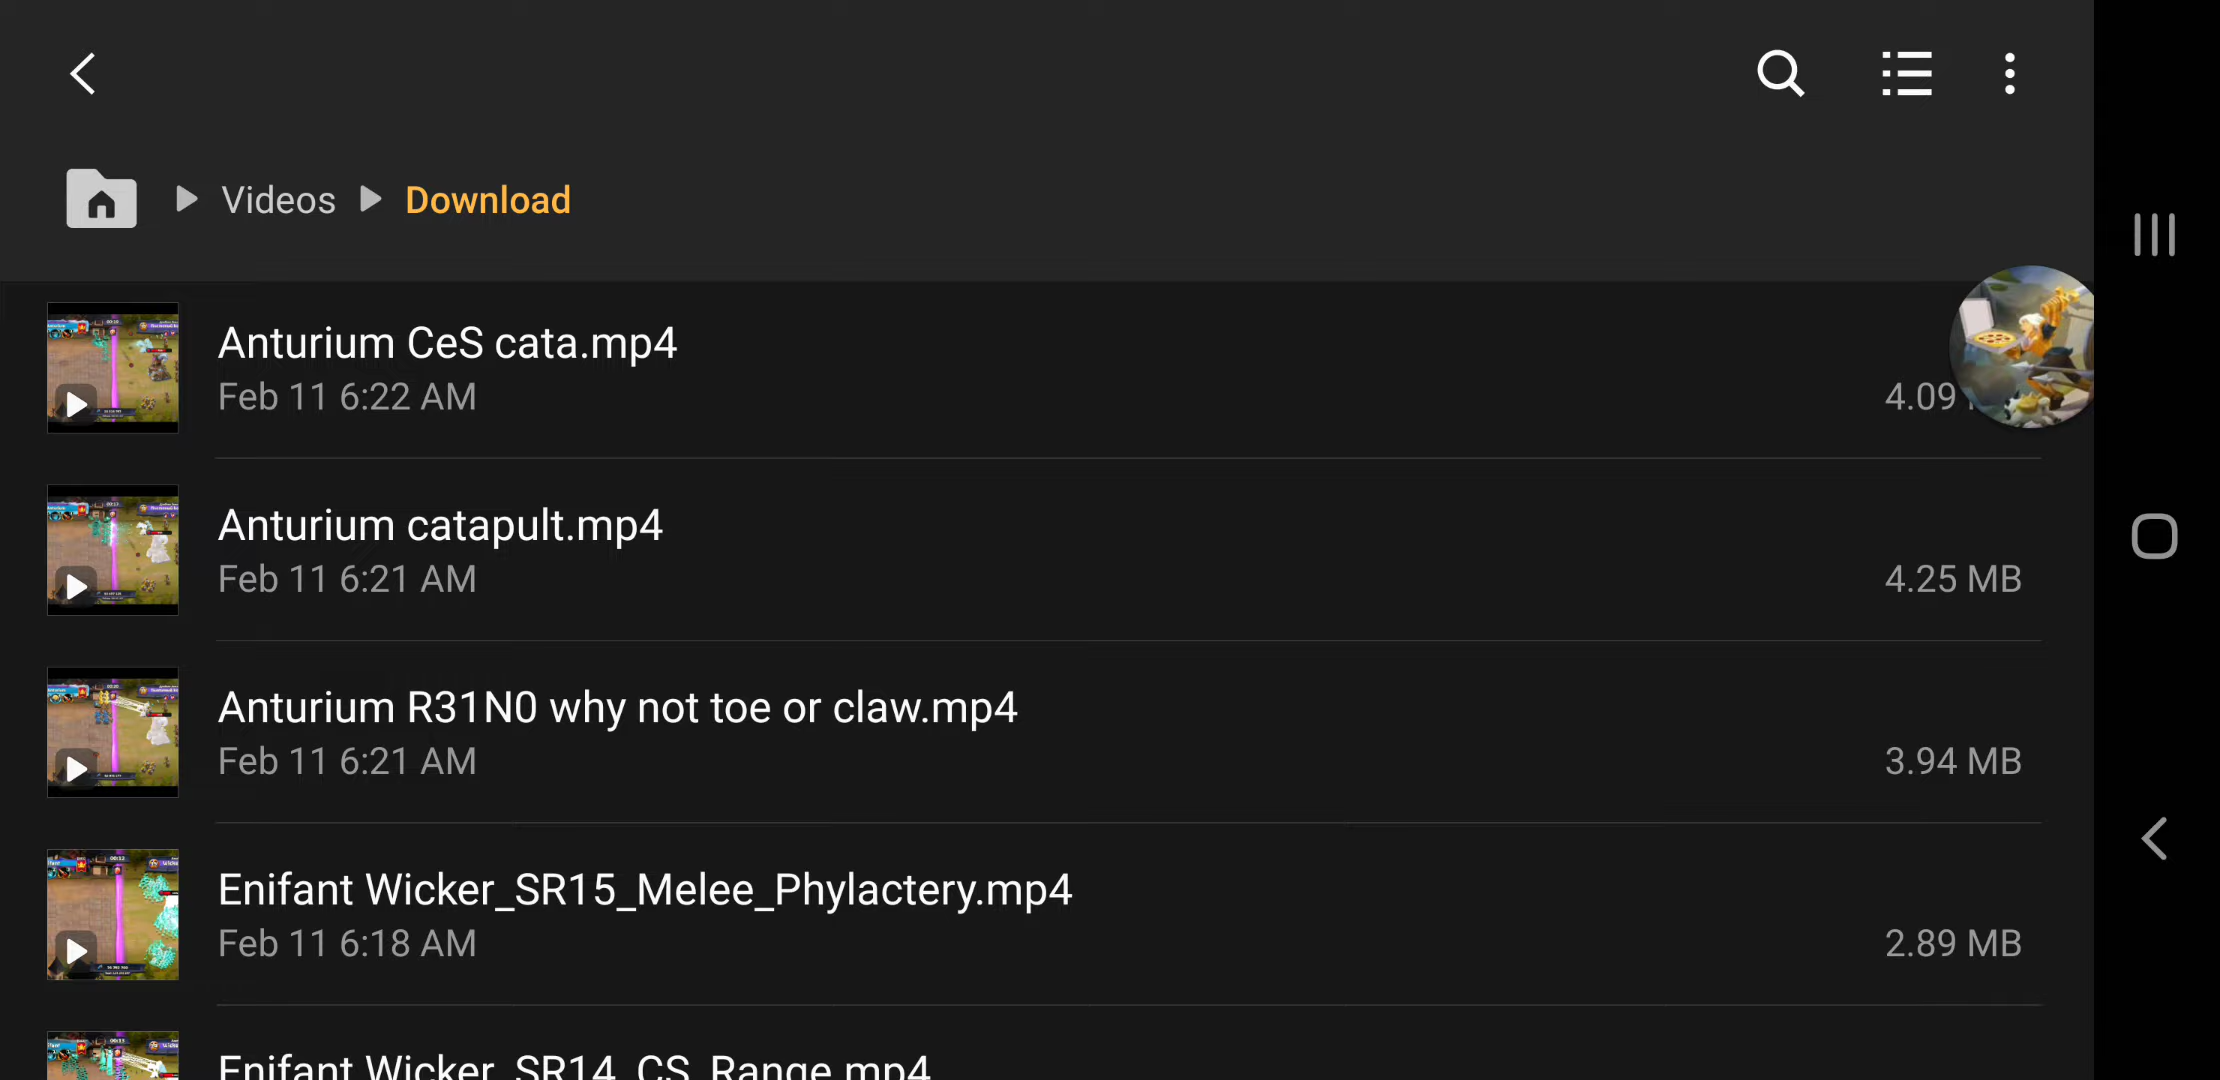 Videos Download
Anturium CeS cata.mp4
Feb 11 6:22 AM
4.09
Anturium catapult.mp4
Feb 11 6:21 AM
4.25 MB
Anturium R31N0 why not toe or claw.mp4
Feb 11 6:21 AM
3.94 MB
Enifant Wicker_SR15_Melee_Phylactery.mp4
Feb 11 6:18 AM
2.89 MB
Enifant Wicker_SR14_CS_Range.mp4